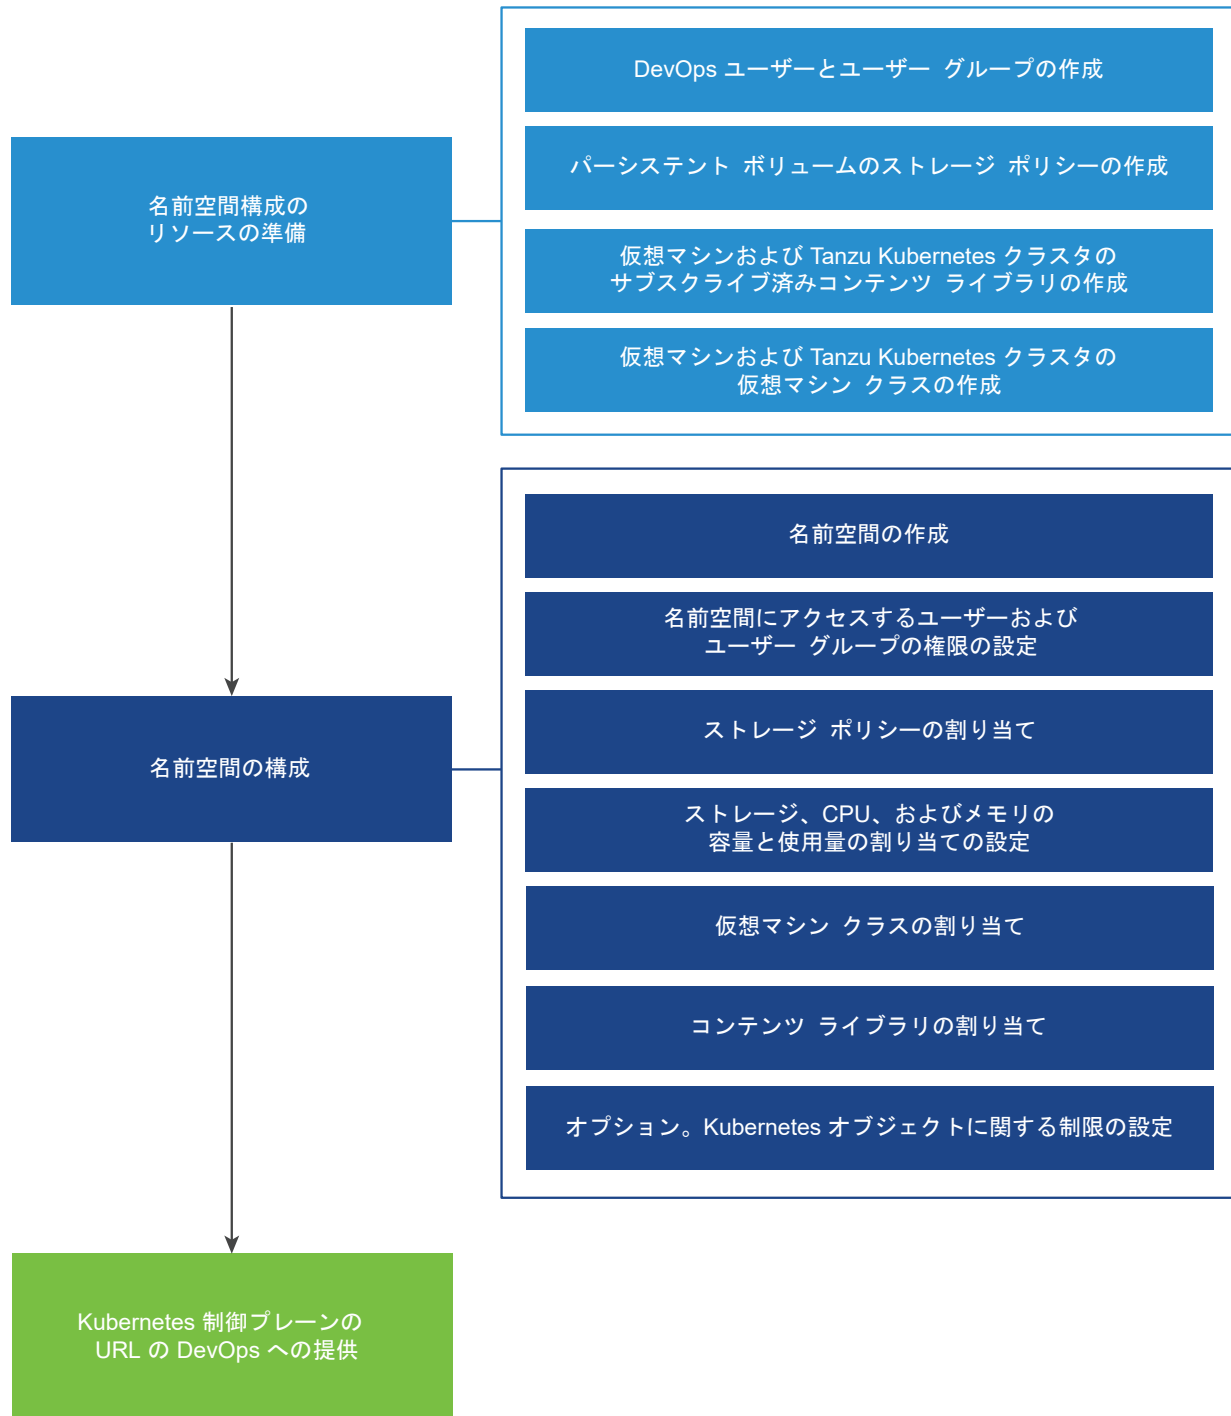 DevOps ユーザーとユーザー グループの作成
パーシステント ボリュームのストレージ ポリシーの作成
名前空間構成の
リソースの準備
仮想マシンおよび Tanzu Kubernetes クラスタの
サブスクライブ済みコンテンツ ライブラリの作成
仮想マシンおよび Tanzu Kubernetes クラスタの
仮想マシン クラスの作成
名前空間の構成
名前空間の作成
名前空間にアクセスするユーザーおよび
ユーザー グループの権限の設定
ストレージ ポリシーの割り当て
ストレージ、CPU、およびメモリの
容量と使用量の割り当ての設定
仮想マシン クラスの割り当て
コンテンツ ライブラリの割り当て
オプション。Kubernetes オブジェクトに関する制限の設定
Kubernetes 制御プレーンの
URL の DevOps への提供